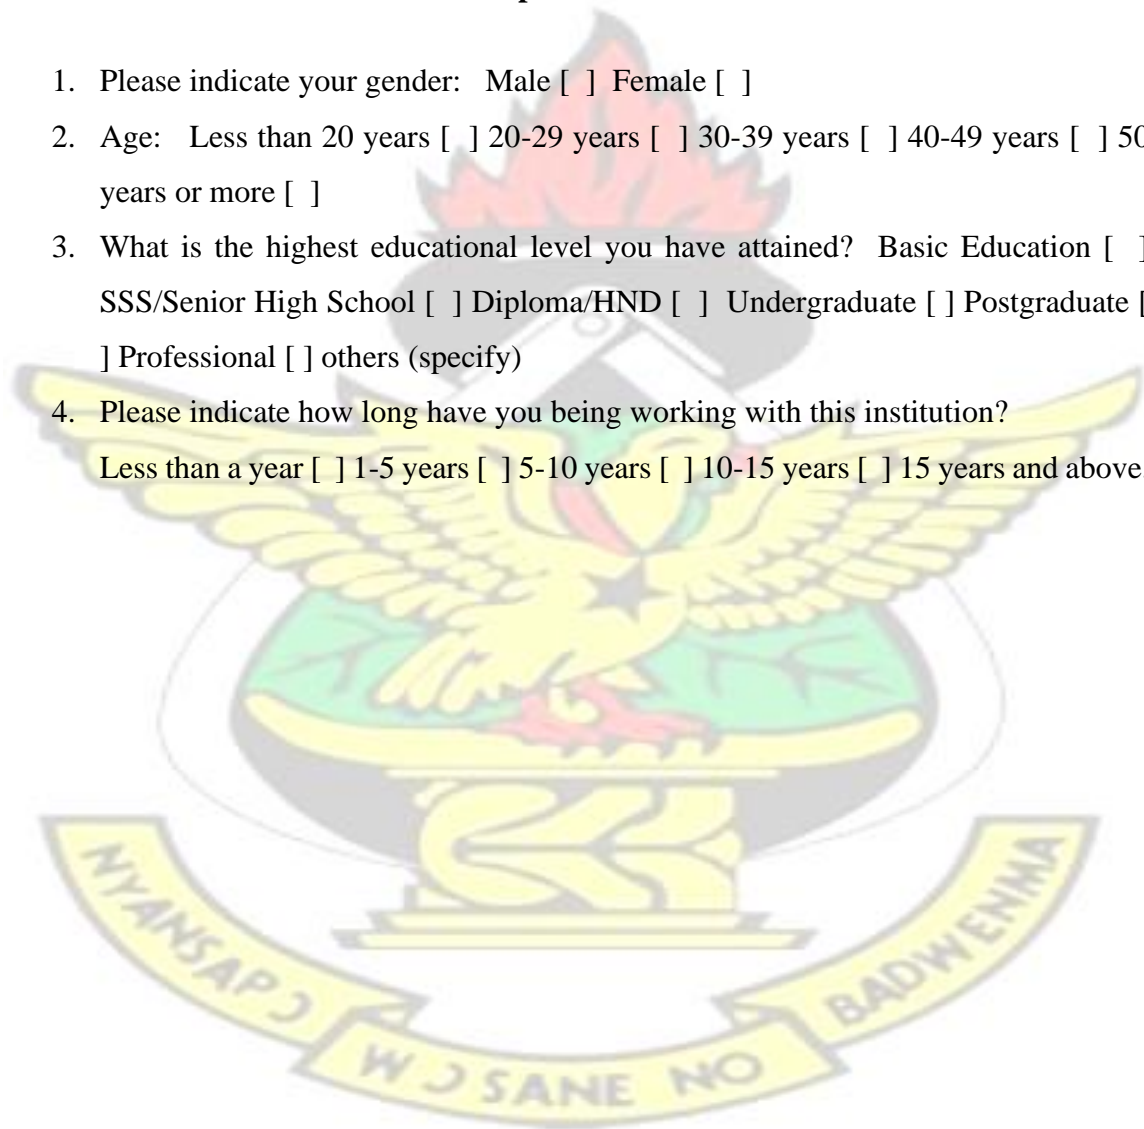 1. Please indicate your gender: Male [ ] Female [ ]
2. Age: Less than 20 years [ ] 20-29 years [ ] 30-39 years [ ] 40-49 years [ ] 50
years or more [ ]
3. What is the highest educational level you have attained? Basic Education [ ]
SSS/Senior High School [ ] Diploma/HND [ ] Undergraduate [ ] Postgraduate [
] Professional [ ] others (specify)
4. Please indicate how long have you being working with this institution?
Less than a year [ ] 1-5 years [ ] 5-10 years [ ] 10-15 years [ ] 15 years and above.
NYANSAPƆ WƆSANE NO BADWENMA